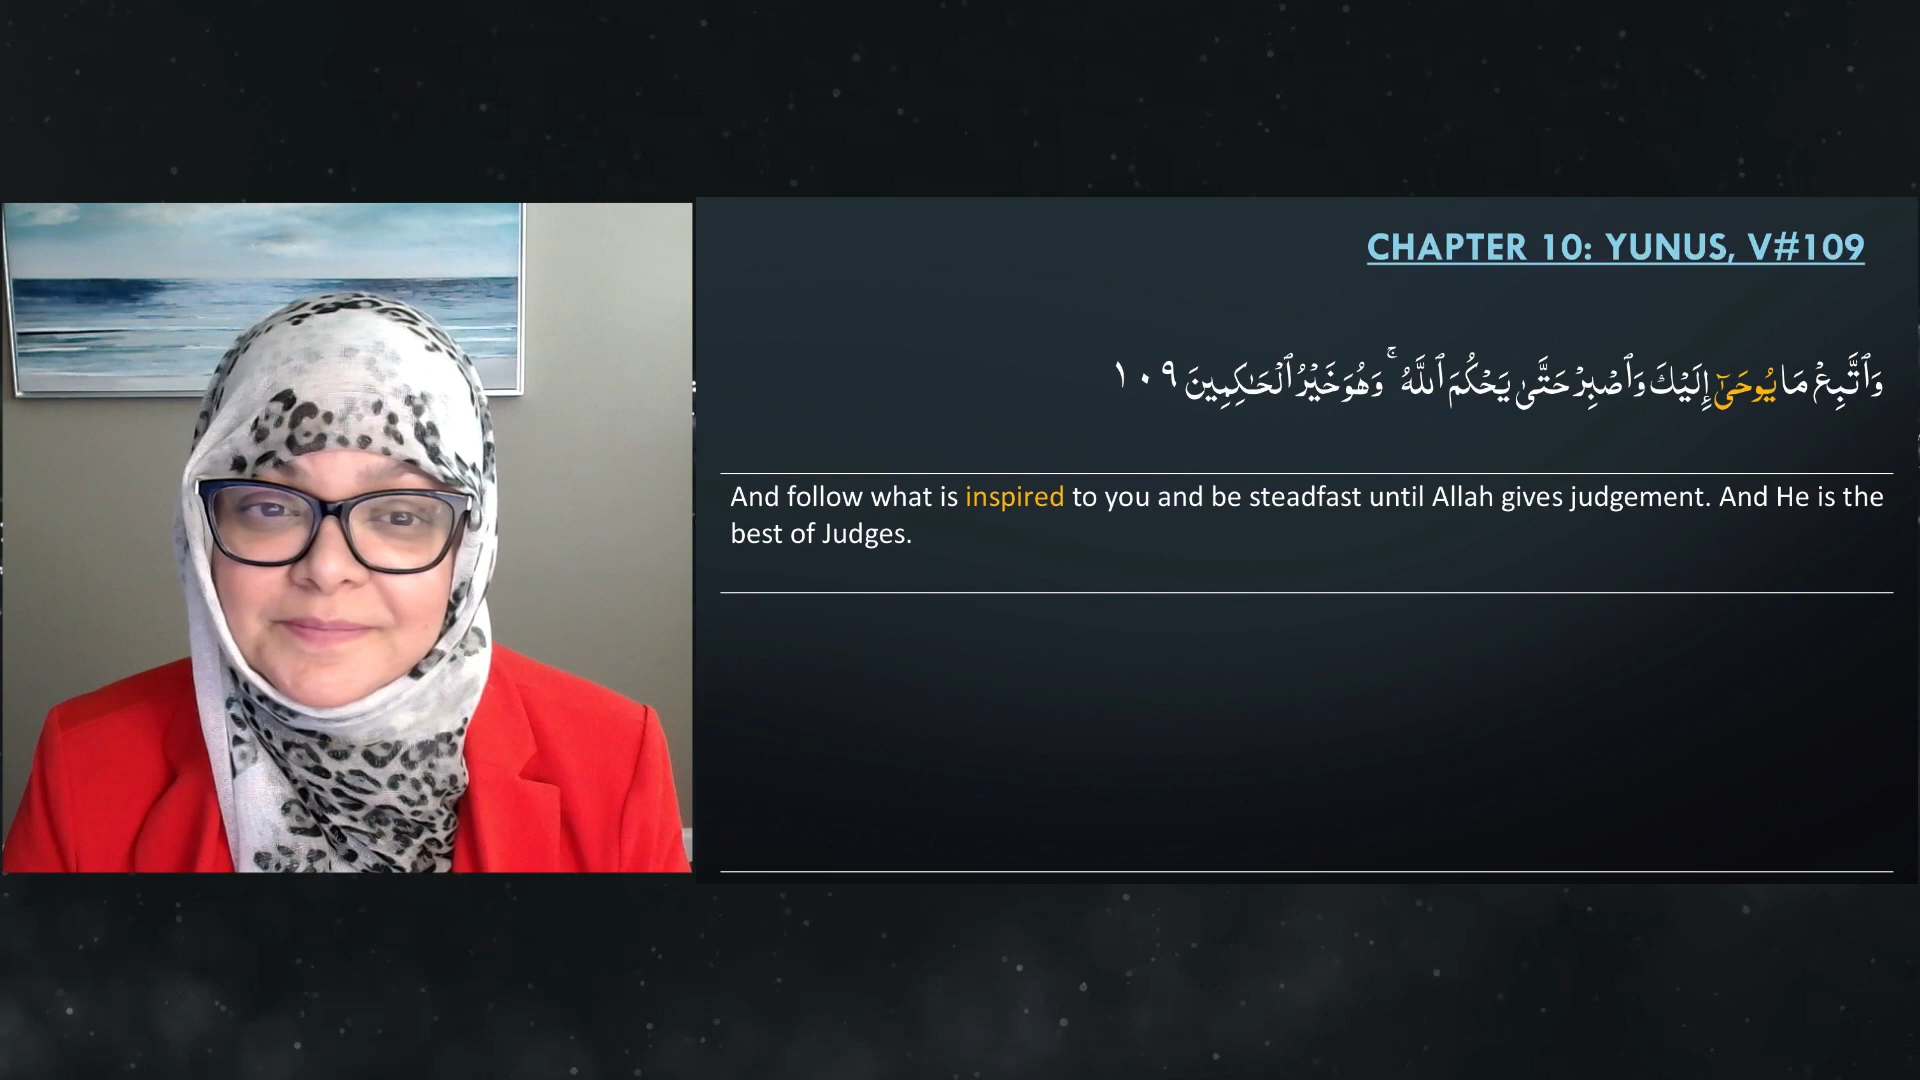 CHAPTER 10: YUNUS, V#109
وَٱتَّبِعْ مَا يُوحَىٰٓ إِلَيْكَ وَٱصْبِرْ حَتَّىٰ يَحْكُمَ ٱللَّهُ ۚ وَهُوَ خَيْرُ ٱلْحَـٰكِمِينَ ١٠٩
And follow what is inspired to you and be steadfast until Allah gives judgement. And He is the
best of Judges.